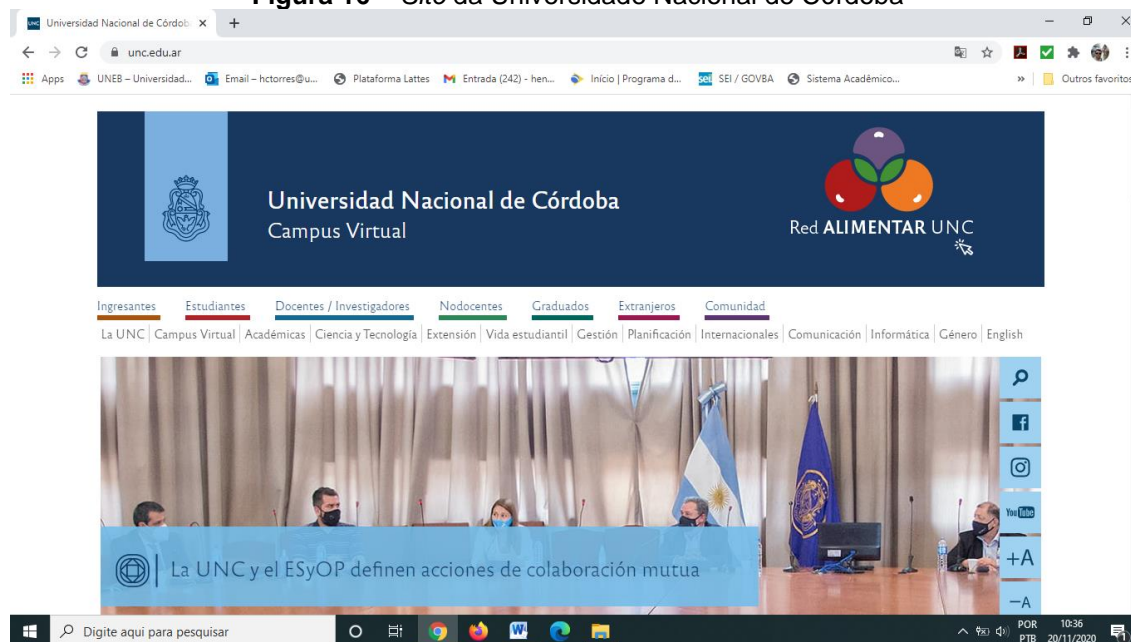 Figura 10 – Site da Universidade Nacional de Córdoba
Universidad Nacional de Córdob
unc.edu.ar
Apps UNEB – Universidad... Email – hctorres@u... Plataforma Lattes Entrada (242) - hen... Início | Programa d... SEI / GOVBA Sistema Acadêmico... » Outros favoritos
Universidad Nacional de Córdoba
Campus Virtual
Red ALIMENTAR UNC
Ingresantes Estudiantes Docentes / Investigadores Nodocentes Graduados Extranjeros Comunidad
La UNC Campus Virtual Académicas Ciencia y Tecnología Extensión Vida estudiantil Gestión Planificación Internacionales Comunicación Informática Género English
You Tube
+A
La UNC y el ESyOP definen acciones de colaboración mutua
−A
Digite aqui para pesquisar
POR 10:36
PTB 20/11/2020